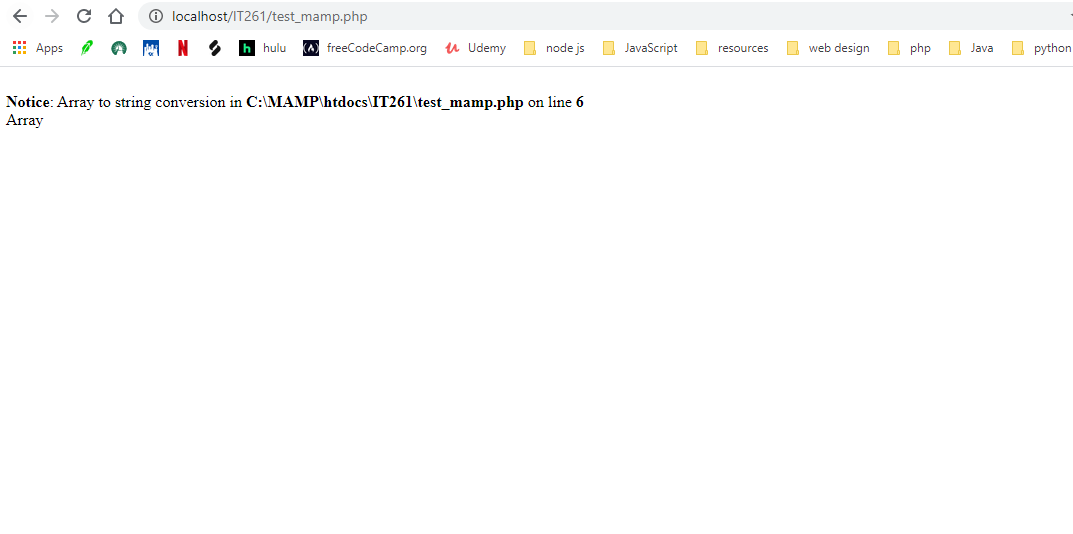 localhost/IT261/test_mamp.php
Apps hulu freeCodeCamp.org Udemy node js JavaScript resources web design php Java python
Notice: Array to string conversion in C:\MAMP\htdocs\IT261\test_mamp.php on line 6
Array